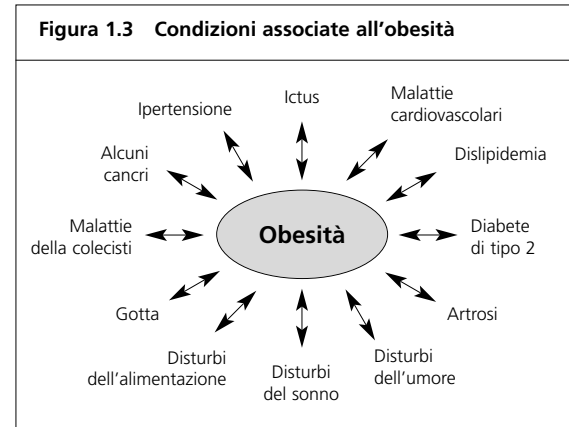 Figura 1.3 Condizioni associate all'obesità
Ictus
Malattie
cardiovascolari
Dislipidemia
Diabete
di tipo 2
Artrosi
Disturbi
dell'umore
Disturbi
del sonno
Disturbi
dell'alimentazione
Gotta
Malattie
della colecisti
Alcuni
cancri
Ipertensione
Obesità